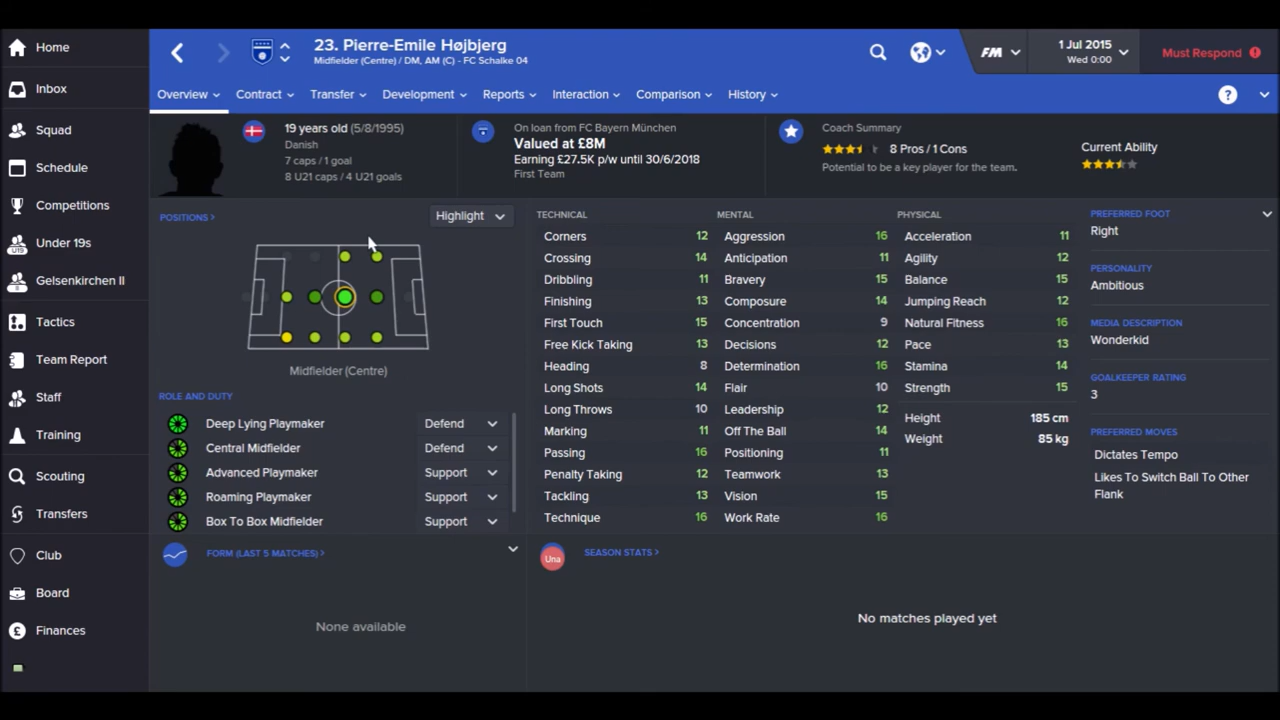 Home
Inbox
Squad
Schedule
Competitions
U19
Under 19s
II
Gelsenkirchen II
Tactics
Team Report
Staff
Training
Scouting
Transfers
Club
Board
£
Finances
23. Pierre-Emile Højbjerg
Midfielder (Centre) / DM, AM (C) - FC Schalke 04
FM
1 Jul 2015
Wed 0:00
Must Respond
Overview
Contract
Transfer
Development
Reports
Interaction
Comparison
History
?
19 years old (5/8/1995)
Danish
7 caps / 1 goal
8 U21 caps / 4 U21 goals
On loan from FC Bayern München
Valued at £8M
Earning £27.5K p/w until 30/6/2018
First Team
Coach Summary
8 Pros / 1 Cons
Potential to be a key player for the team.
Current Ability
POSITIONS >
Highlight
Midfielder (Centre)
ROLE AND DUTY
Deep Lying Playmaker Defend
Central Midfielder Defend
Advanced Playmaker Support
Roaming Playmaker Support
Box To Box Midfielder Support
TECHNICAL
Corners 12
Crossing 14
Dribbling 11
Finishing 13
First Touch 15
Free Kick Taking 13
Heading 8
Long Shots 14
Long Throws 10
Marking 11
Passing 16
Penalty Taking 12
Tackling 13
Technique 16
MENTAL
Aggression 16
Anticipation 11
Bravery 15
Composure 14
Concentration 9
Decisions 12
Determination 16
Flair 10
Leadership 12
Off The Ball 14
Positioning 11
Teamwork 13
Vision 15
Work Rate 16
PHYSICAL
Acceleration 11
Agility 12
Balance 15
Jumping Reach 12
Natural Fitness 16
Pace 13
Stamina 14
Strength 15
Height 185 cm
Weight 85 kg
PREFERRED FOOT
Right
PERSONALITY
Ambitious
MEDIA DESCRIPTION
Wonderkid
GOALKEEPER RATING
3
PREFERRED MOVES
Dictates Tempo
Likes To Switch Ball To Other
Flank
FORM (LAST 5 MATCHES) >
None available
Una
SEASON STATS >
No matches played yet